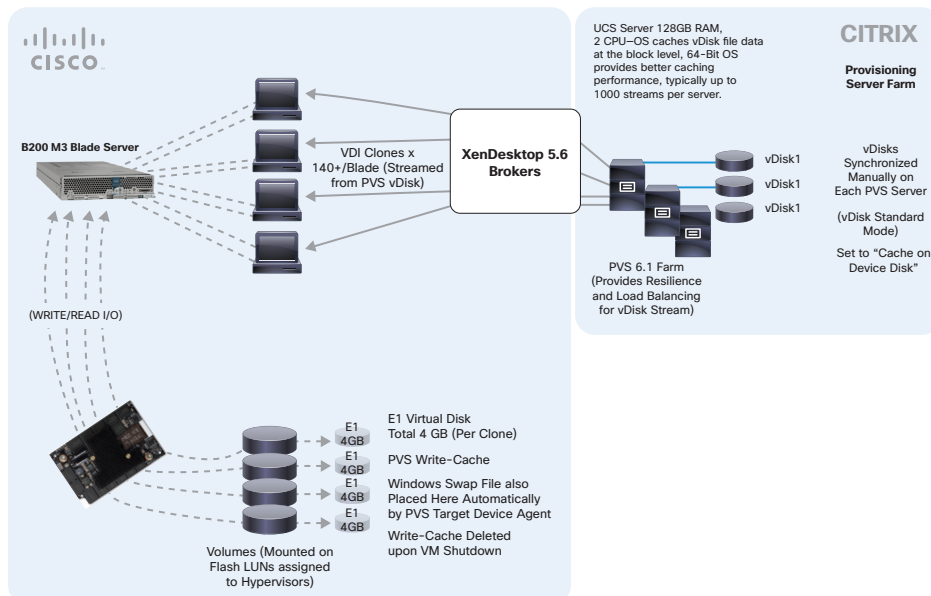 CISCO
B200 M3 Blade Server
VDI Clones x
140+/Blade (Streamed
from PVS vDisk)
XenDesktop 5.6
Brokers
UCS Server 128GB RAM,
2 CPU—OS caches vDisk file data
at the block level, 64-Bit OS
provides better caching
performance, typically up to
1000 streams per server.
CITRIX
Provisioning
Server Farm
vDisk1
vDisk1
vDisk1
vDisks
Synchronized
Manually on
Each PVS Server
(vDisk Standard
Mode)
Set to “Cache on
Device Disk”
PVS 6.1 Farm
(Provides Resilience
and Load Balancing
for vDisk Stream)
(WRITE/READ I/O)
E1
4GB
E1
4GB
E1
4GB
E1
4GB
E1 Virtual Disk
Total 4 GB (Per Clone)
PVS Write-Cache
Windows Swap File also
Placed Here Automatically
by PVS Target Device Agent
Write-Cache Deleted
upon VM Shutdown
Volumes (Mounted on
Flash LUNs assigned
to Hypervisors)